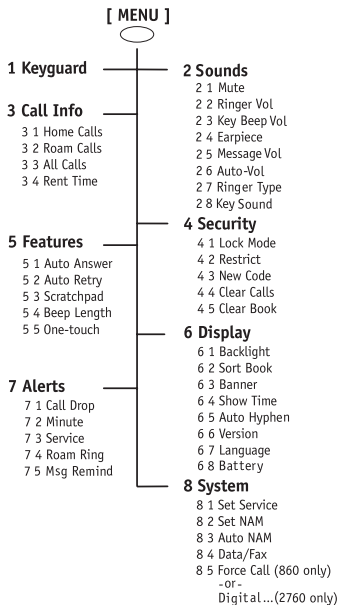 [ MENU ]
1 Keyguard
2 Sounds
2 1 Mute
2 2 Ringer Vol
2 3 Key Beep Vol
2 4 Earpiece
2 5 Message Vol
2 6 Auto-Vol
2 7 Ringer Type
2 8 Key Sound
3 Call Info
3 1 Home Calls
3 2 Roam Calls
3 3 All Calls
3 4 Rent Time
4 Security
4 1 Lock Mode
4 2 Restrict
4 3 New Code
4 4 Clear Calls
4 5 Clear Book
5 Features
5 1 Auto Answer
5 2 Auto Retry
5 3 Scratchpad
5 4 Beep Length
5 5 One-touch
6 Display
6 1 Backlight
6 2 Sort Book
6 3 Banner
6 4 Show Time
6 5 Auto Hyphen
6 6 Version
6 7 Language
6 8 Battery
7 Alerts
7 1 Call Drop
7 2 Minute
7 3 Service
7 4 Roam Ring
7 5 Msg Remind
8 System
8 1 Set Service
8 2 Set NAM
8 3 Auto NAM
8 4 Data/Fax
8 5 Force Call (860 only)
-or-
Digital...(2760 only)